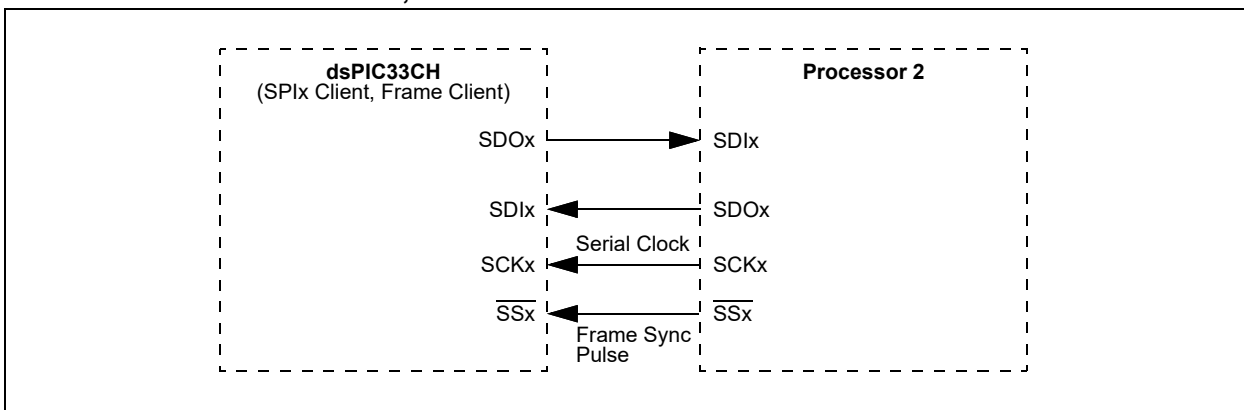 dsPIC33CH
(SPIx Client, Frame Client)
Processor 2
SDOx
SDIx
SDIx
SDOx
Serial Clock
SCKx
SCKx
SSx
SSx
Frame Sync
Pulse